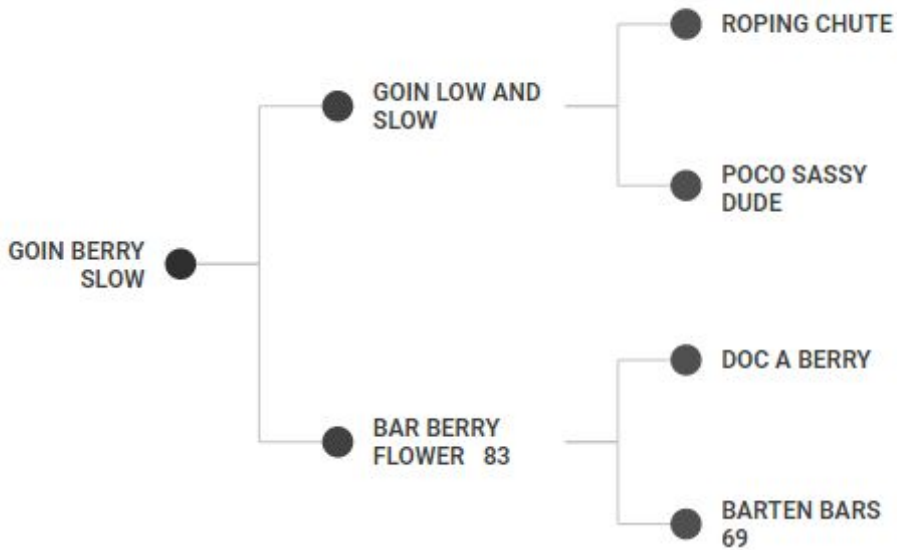 ROPING CHUTE
GOIN LOW AND
SLOW
POCO SASSY
DUDE
GOIN BERRY
SLOW
DOC A BERRY
BAR BERRY
FLOWER 83
BARTEN BARS
69